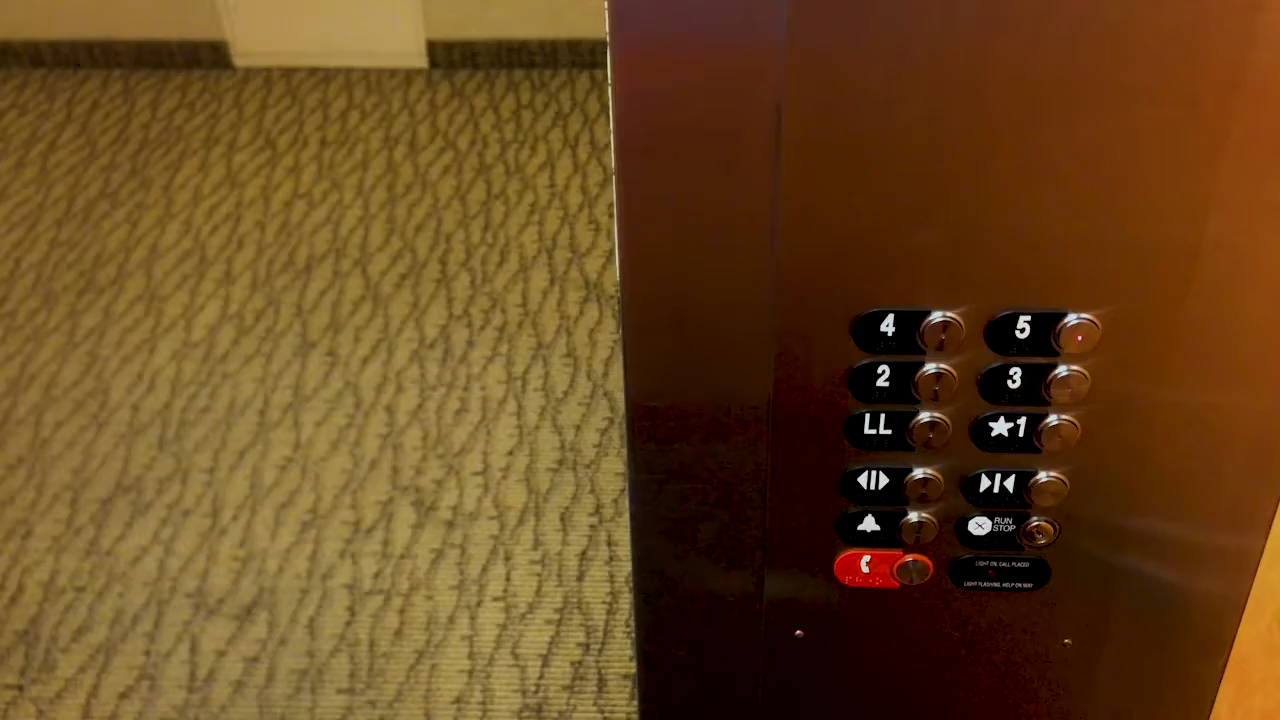 4 5
2 3
LL ★1
RUN
STOP
LIGHT ON, CALL PLACED
LIGHT FLASHING, HELP ON WAY